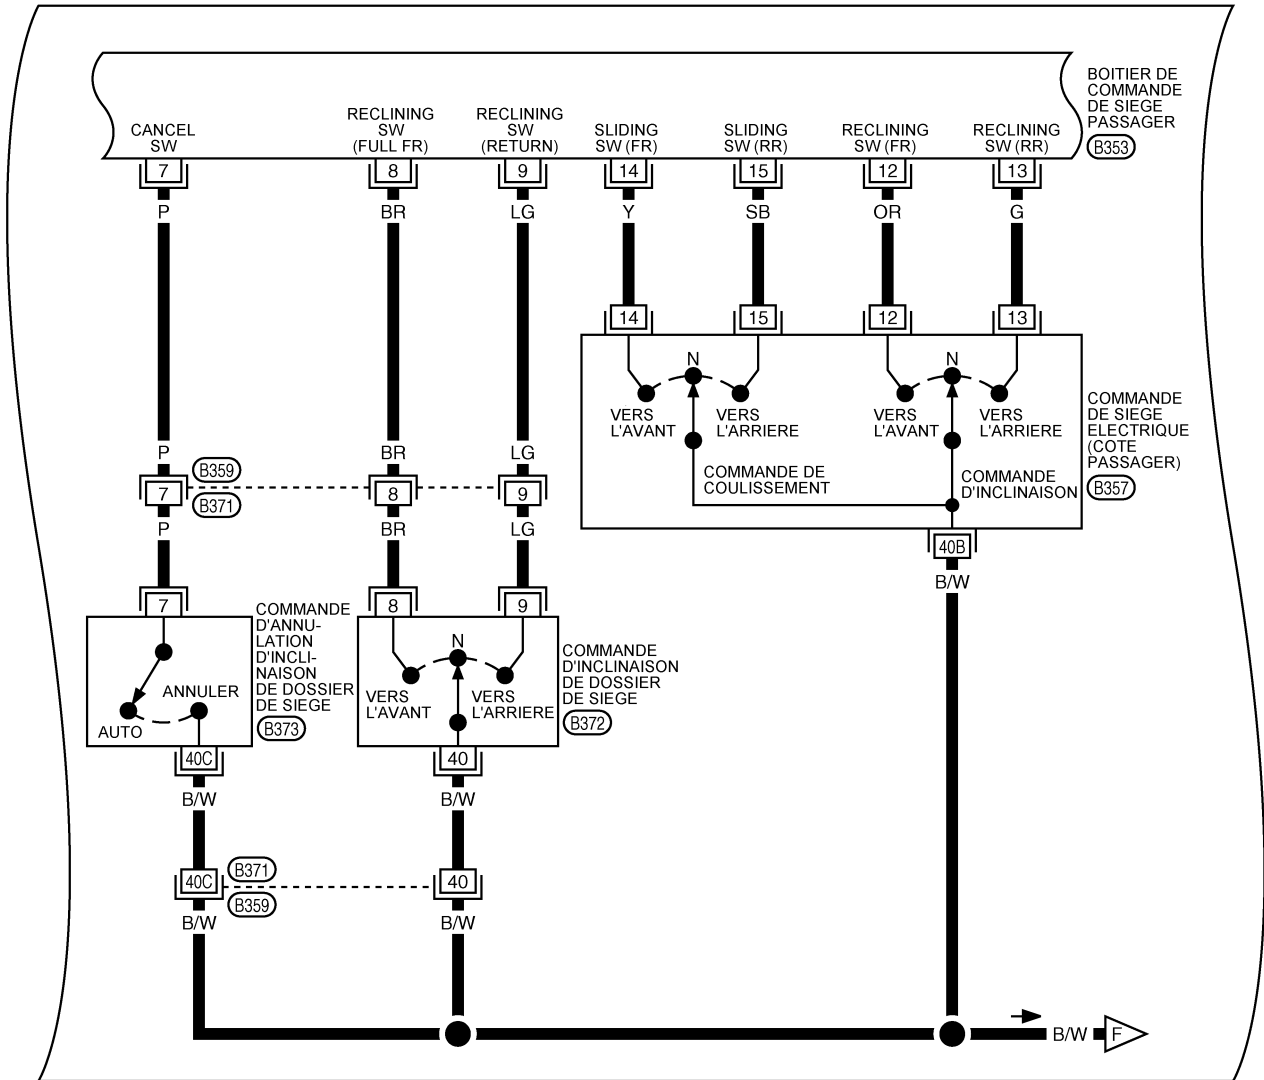 BOITIER DE
COMMANDE
DE SIEGE
PASSAGER
B353
CANCEL
SW
RECLINING
SW
(FULL FR)
RECLINING
SW
(RETURN)
SLIDING
SW (FR)
SLIDING
SW (RR)
RECLINING
SW (FR)
RECLINING
SW (RR)
7 8 9 14 15 12 13
P BR LG Y SB OR G
14 15 12 13
N N
VERS
L'AVANT
VERS
L'ARRIERE
VERS
L'AVANT
VERS
L'ARRIERE
COMMANDE DE
COULISSEMENT
COMMANDE
D'INCLINAISON
COMMANDE
DE SIEGE
ELECTRIQUE
(COTE
PASSAGER)
B357
40B
B/W
P BR LG
B359
7 8 9
B371
P BR LG
7 8 9
COMMANDE
D'ANNU-
LATION
D'INCLI-
NAISON
DE DOSSIER
DE SIEGE
B373
ANNULER
AUTO
N
VERS
L'AVANT
VERS
L'ARRIERE
COMMANDE
D'INCLINAISON
DE DOSSIER
DE SIEGE
B372
40C 40
B/W B/W
B371
40C 40
B359
B/W B/W
B/W F